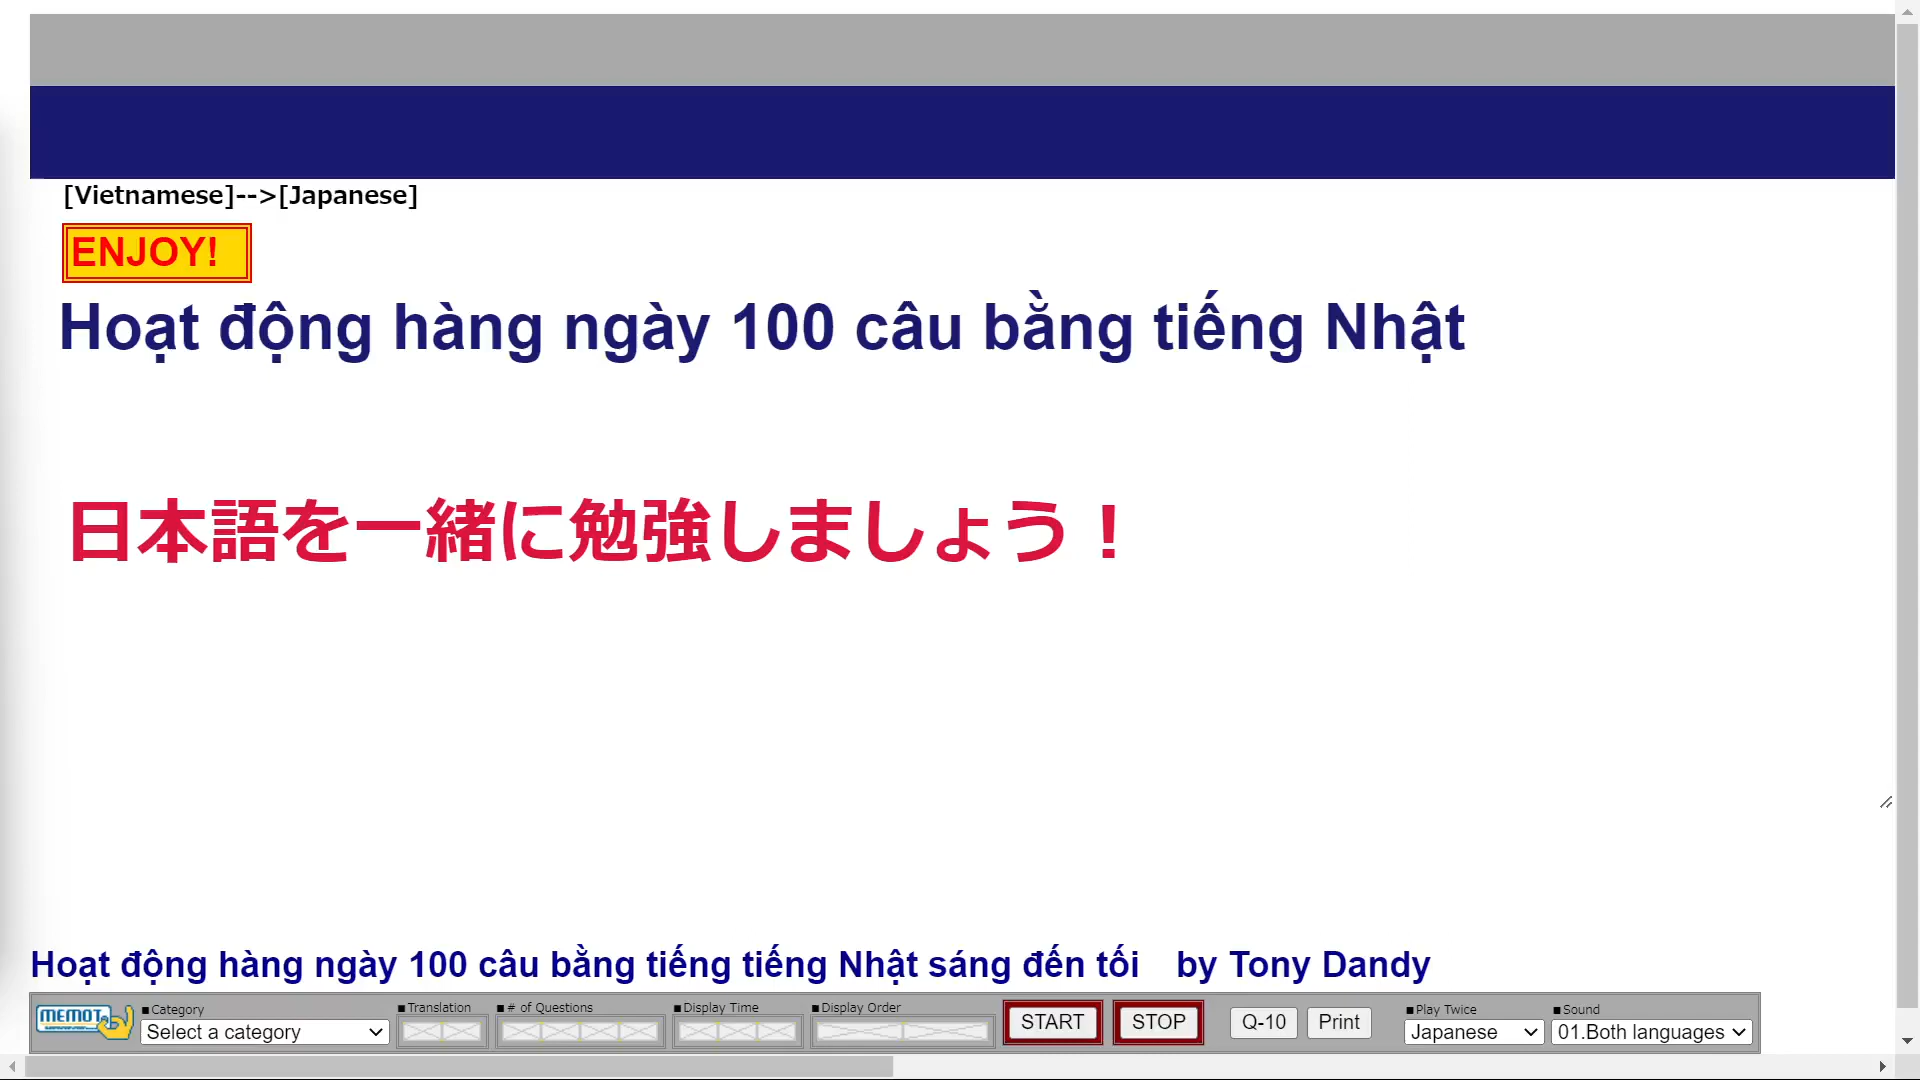 [Vietnamese]-->[Japanese]
ENJOY!
Hoạt động hàng ngày 100 câu bằng tiếng Nhật
日本語を一緒に勉強しましょう！
Hoạt động hàng ngày 100 câu bằng tiếng tiếng Nhật sáng đến tối by Tony Dandy
MEMOT
■Category ■Translation ■# of Questions ■Display Time ■Display Order ■Play Twice ■Sound
Select a category START STOP Q-10 Print Japanese 01.Both languages